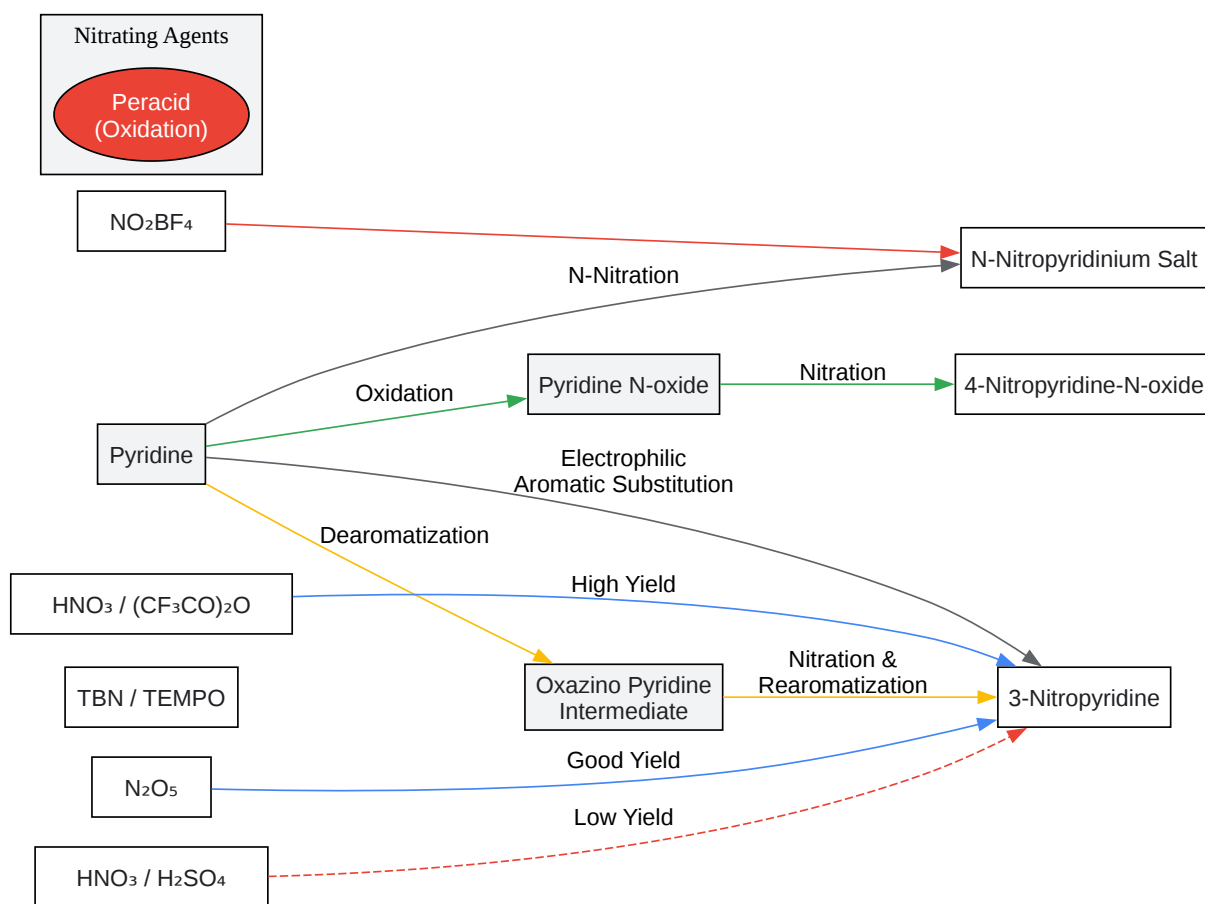 Nitrating Agents
Peracid
(Oxidation)
NO₂BF₄
N-Nitropyridinium Salt
N-Nitration
Pyridine N-oxide
Nitration
4-Nitropyridine-N-oxide
Oxidation
Pyridine
Electrophilic
Aromatic Substitution
Dearomatization
HNO₃ / (CF₃CO)₂O
High Yield
Oxazino Pyridine
Intermediate
Nitration &
Rearomatization
3-Nitropyridine
TBN / TEMPO
N₂O₅
Good Yield
Low Yield
HNO₃ / H₂SO₄